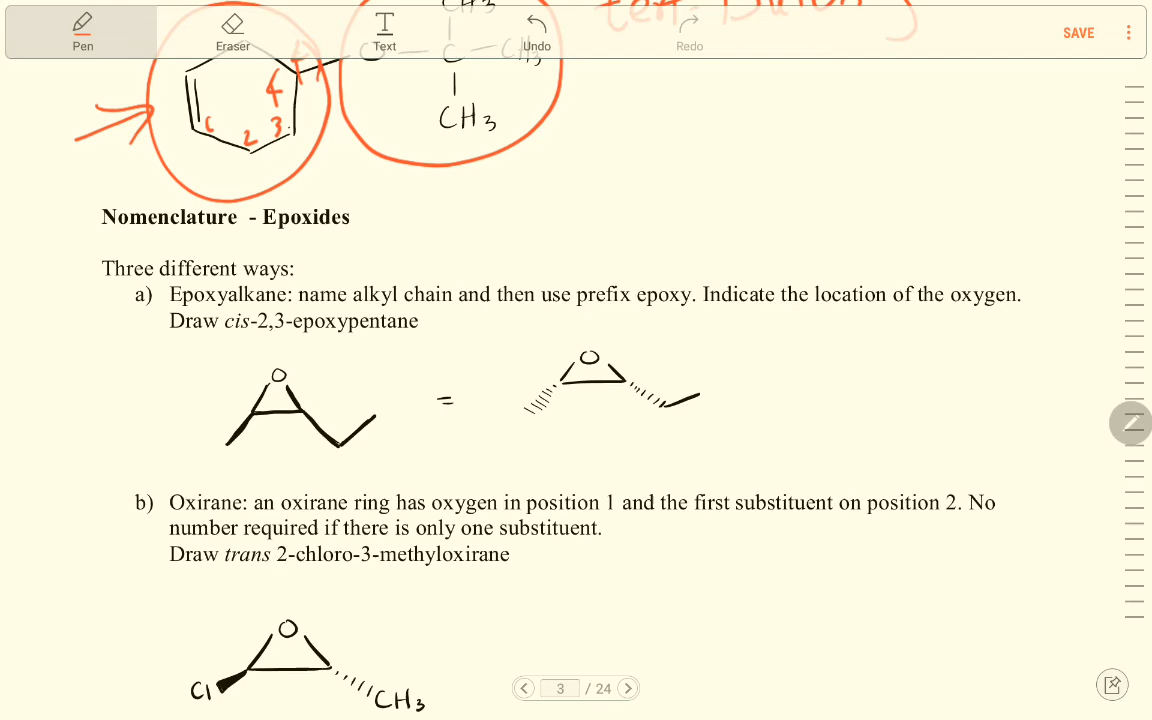 CH3
tert-Butoxy
Pen Eraser Text Undo Redo SAVE
O — C — CH3
4
1 2 3
CH3
Nomenclature - Epoxides
Three different ways:
a) Epoxyalkane: name alkyl chain and then use prefix epoxy. Indicate the location of the oxygen.
Draw cis-2,3-epoxypentane
O = O
b) Oxirane: an oxirane ring has oxygen in position 1 and the first substituent on position 2. No
number required if there is only one substituent.
Draw trans 2-chloro-3-methyloxirane
O
Cl CH3
3 / 24